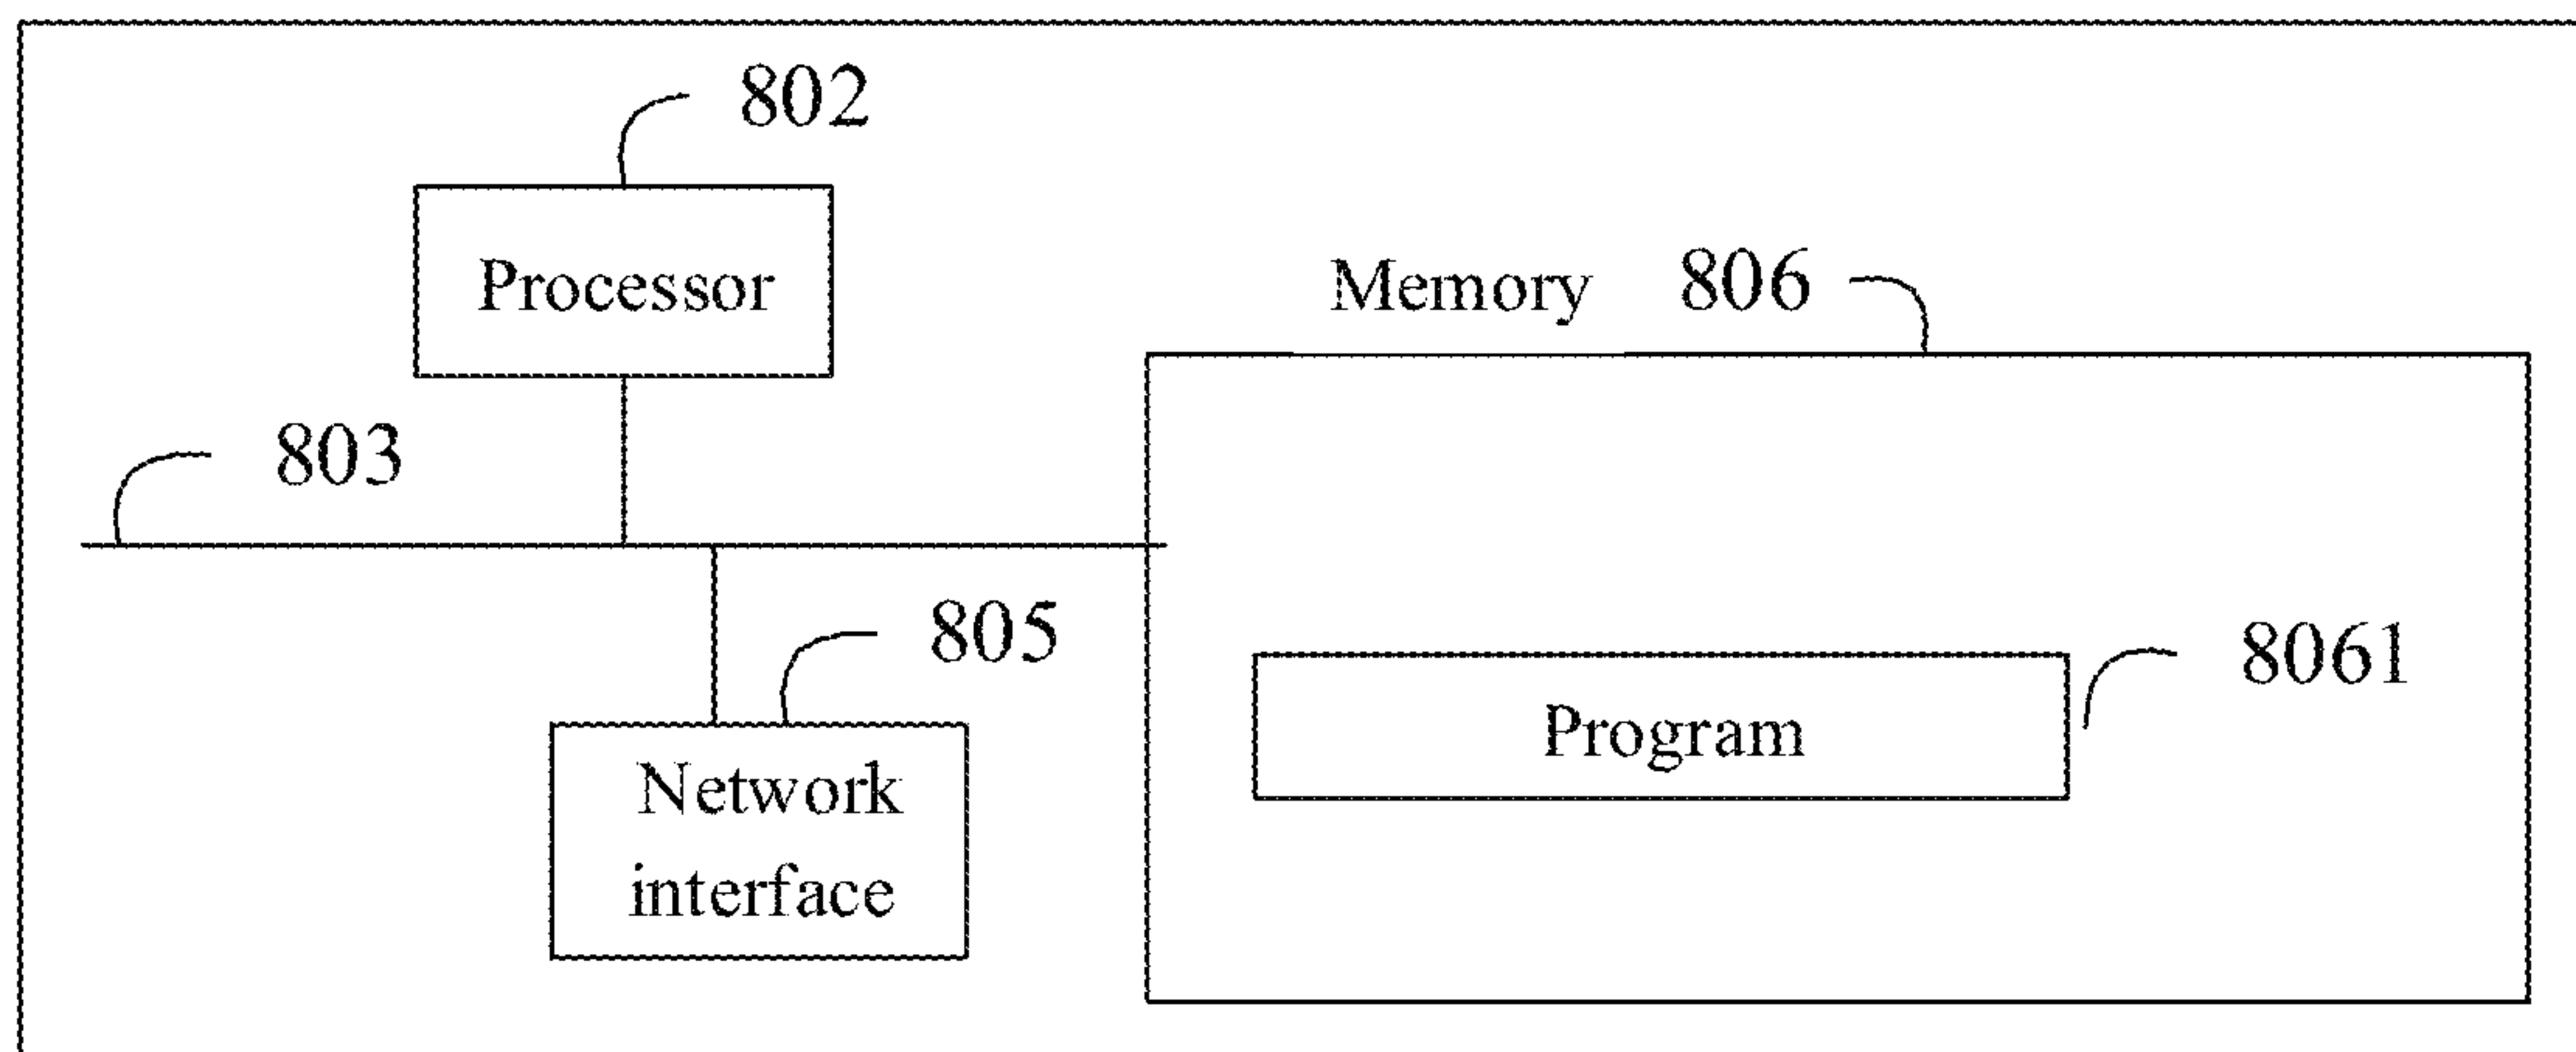 802
Processor
Memory 806
803
805
8061
Program
Network
interface